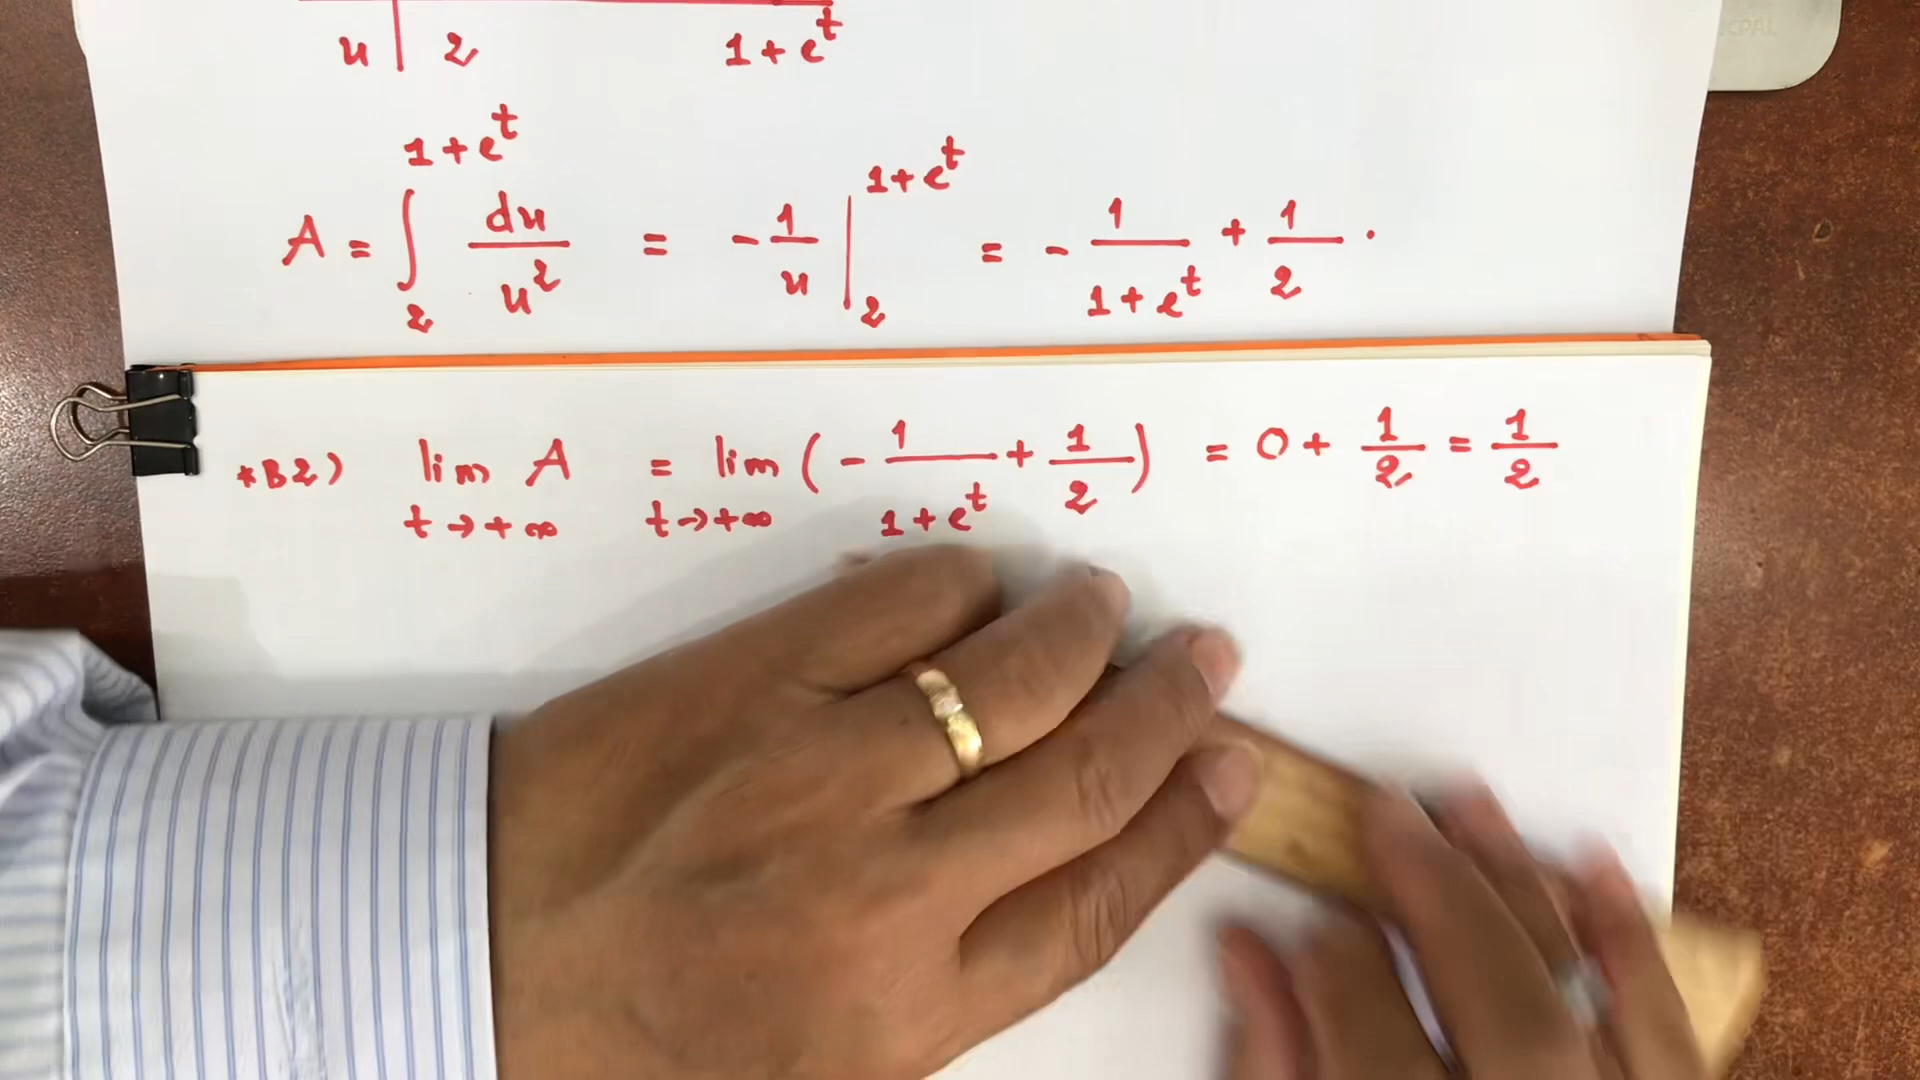 u | 2 1+e^t
A = ∫_2^{1+e^t} du/u^2 = -1/u |_2^{1+e^t} = -1/(1+e^t) + 1/2 .
*B2) lim_{t→+∞} A = lim_{t→+∞} ( -1/(1+e^t) + 1/2 ) = 0 + 1/2 = 1/2